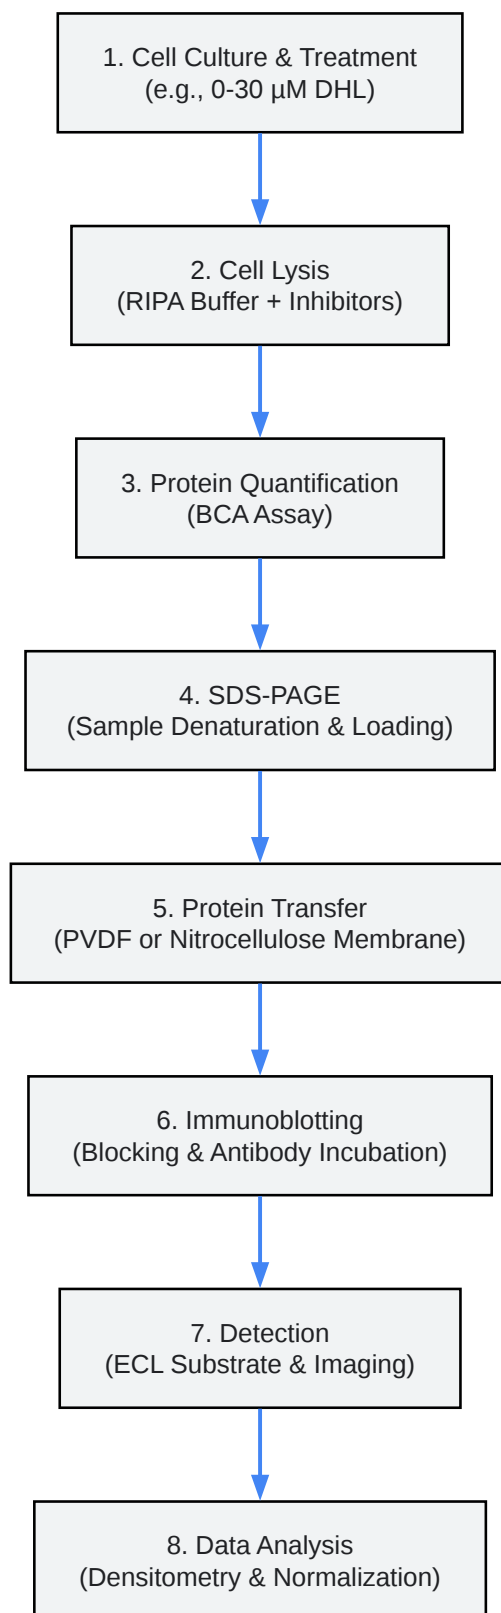 1. Cell Culture & Treatment
(e.g., 0-30 µM DHL)
2. Cell Lysis
(RIPA Buffer + Inhibitors)
3. Protein Quantification
(BCA Assay)
4. SDS-PAGE
(Sample Denaturation & Loading)
5. Protein Transfer
(PVDF or Nitrocellulose Membrane)
6. Immunoblotting
(Blocking & Antibody Incubation)
7. Detection
(ECL Substrate & Imaging)
8. Data Analysis
(Densitometry & Normalization)